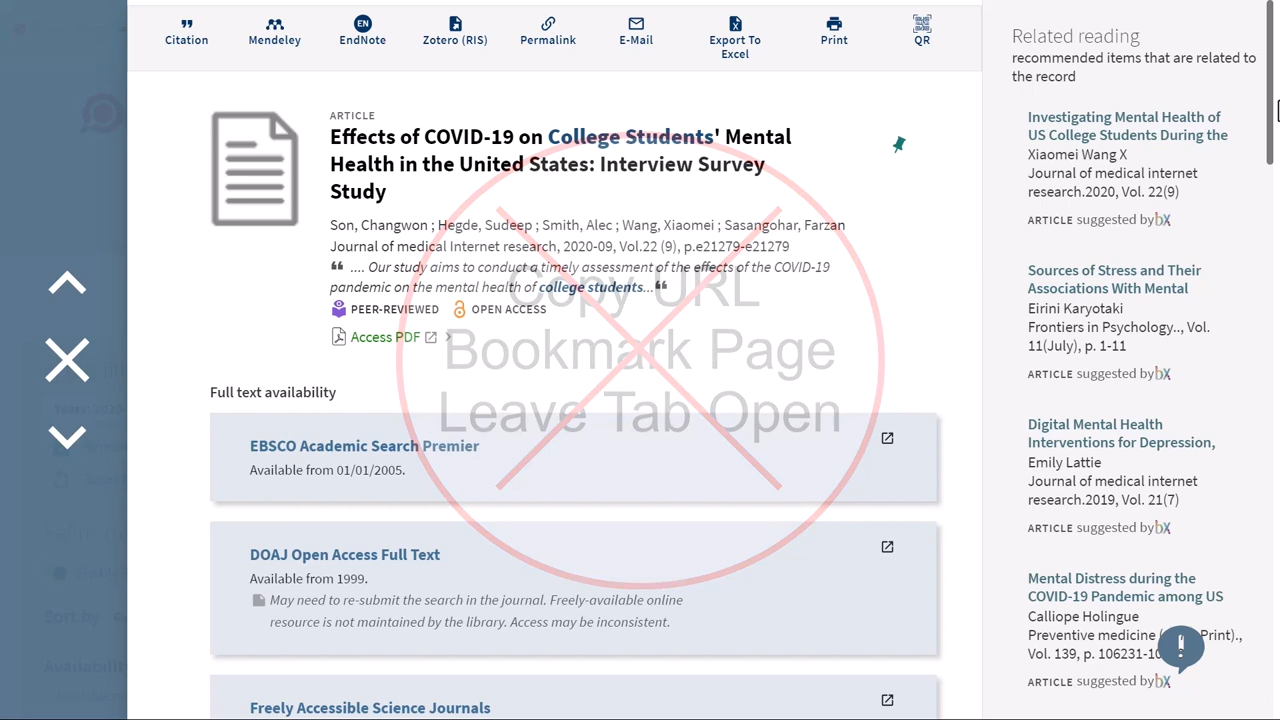 Citation
Mendeley
EN
EndNote
Zotero (RIS)
Permalink
E-Mail
X
Export To
Excel
Print
QR
ARTICLE
Effects of COVID-19 on College Students' Mental
Health in the United States: Interview Survey
Study
Son, Changwon ; Hegde, Sudeep ; Smith, Alec ; Wang, Xiaomei ; Sasangohar, Farzan
Journal of medical Internet research, 2020-09, Vol.22 (9), p.e21279-e21279
❝ .... Our study aims to conduct a timely assessment of the effects of the COVID-19
pandemic on the mental health of college students...❝
PEER-REVIEWED OPEN ACCESS
Access PDF
Full text availability
EBSCO Academic Search Premier
Available from 01/01/2005.
DOAJ Open Access Full Text
Available from 1999.
May need to re-submit the search in the journal. Freely-available online
resource is not maintained by the library. Access may be inconsistent.
Freely Accessible Science Journals
Copy URL
Bookmark Page
Leave Tab Open
Related reading
recommended items that are related to
the record
Investigating Mental Health of
US College Students During the
Xiaomei Wang X
Journal of medical internet
research.2020, Vol. 22(9)
ARTICLE suggested by bX
Sources of Stress and Their
Associations With Mental
Eirini Karyotaki
Frontiers in Psychology.., Vol.
11(July), p. 1-11
ARTICLE suggested by bX
Digital Mental Health
Interventions for Depression,
Emily Lattie
Journal of medical internet
research.2019, Vol. 21(7)
ARTICLE suggested by bX
Mental Distress during the
COVID-19 Pandemic among US
Calliope Holingue
Preventive medicine Print).,
Vol. 139, p. 106231-10
ARTICLE suggested by bX
Sort by